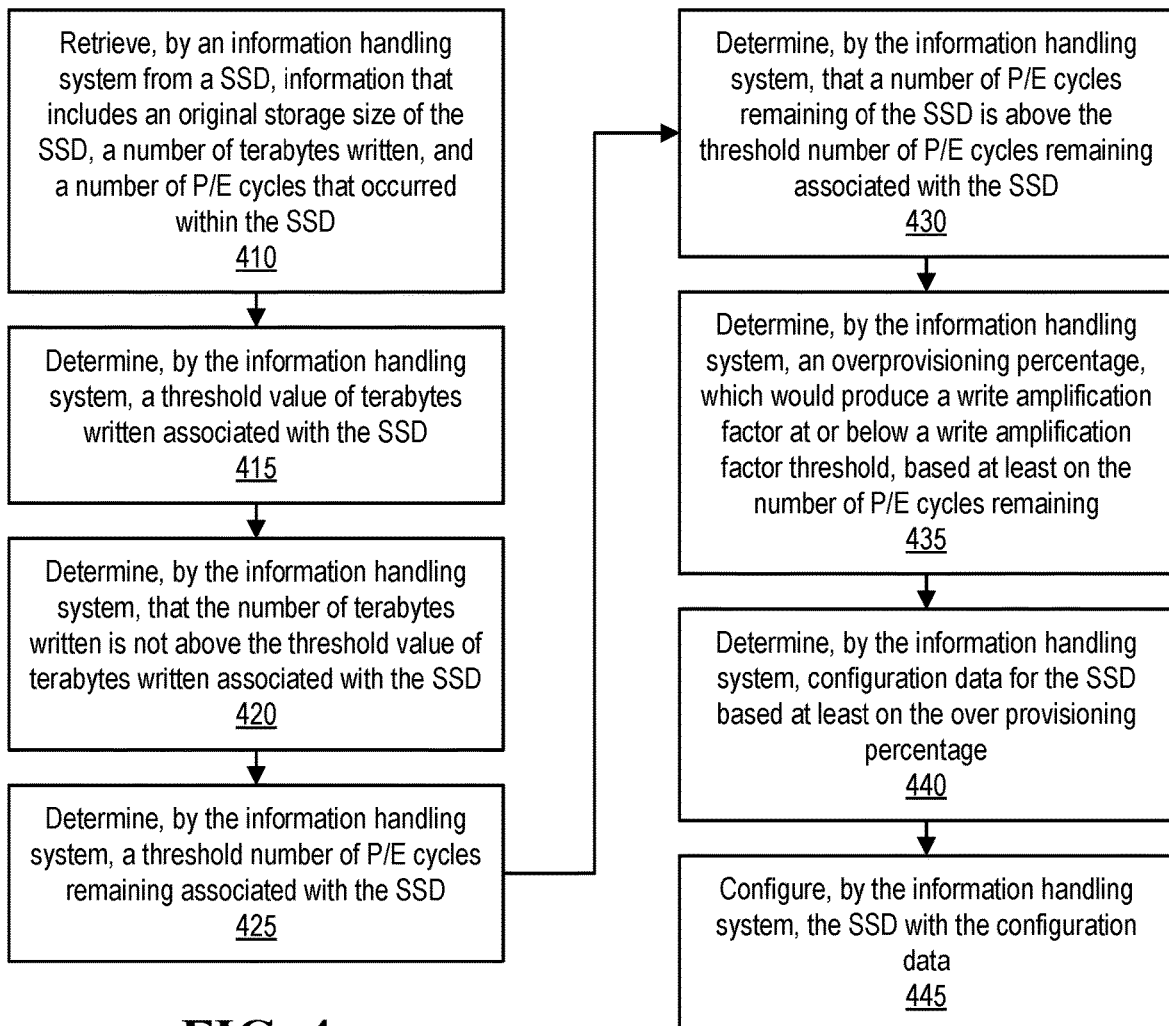 Retrieve, by an information handling
system from a SSD, information that
includes an original storage size of the
SSD, a number of terabytes written, and
a number of P/E cycles that occurred
within the SSD
410
Determine, by the information handling
system, a threshold value of terabytes
written associated with the SSD
415
Determine, by the information handling
system, that the number of terabytes
written is not above the threshold value of
terabytes written associated with the SSD
420
Determine, by the information handling
system, a threshold number of P/E cycles
remaining associated with the SSD
425
Determine, by the information handling
system, that a number of P/E cycles
remaining of the SSD is above the
threshold number of P/E cycles remaining
associated with the SSD
430
Determine, by the information handling
system, an overprovisioning percentage,
which would produce a write amplification
factor at or below a write amplification
factor threshold, based at least on the
number of P/E cycles remaining
435
Determine, by the information handling
system, configuration data for the SSD
based at least on the over provisioning
percentage
440
Configure, by the information handling
system, the SSD with the configuration
data
445
FIG. 4